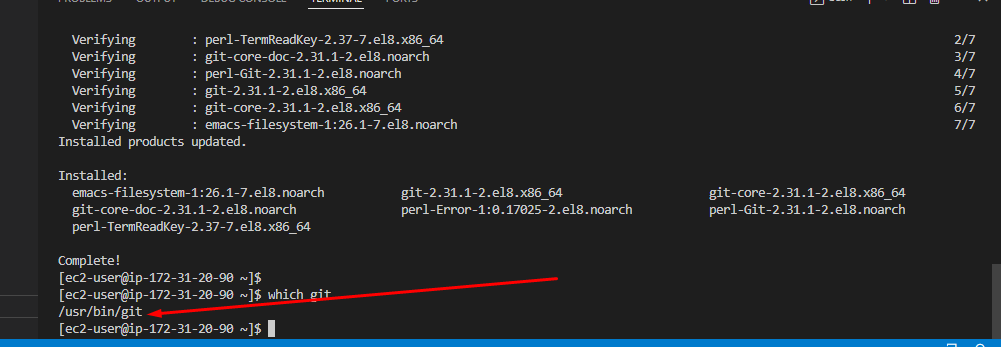 PROBLEMS OUTPUT DEBUG CONSOLE TERMINAL PORTS
Verifying : perl-TermReadKey-2.37-7.el8.x86_64 2/7
Verifying : git-core-doc-2.31.1-2.el8.noarch 3/7
Verifying : perl-Git-2.31.1-2.el8.noarch 4/7
Verifying : git-2.31.1-2.el8.x86_64 5/7
Verifying : git-core-2.31.1-2.el8.x86_64 6/7
Verifying : emacs-filesystem-1:26.1-7.el8.noarch 7/7
Installed products updated.
Installed:
emacs-filesystem-1:26.1-7.el8.noarch git-2.31.1-2.el8.x86_64 git-core-2.31.1-2.el8.x86_64
git-core-doc-2.31.1-2.el8.noarch perl-Error-1:0.17025-2.el8.noarch perl-Git-2.31.1-2.el8.noarch
perl-TermReadKey-2.37-7.el8.x86_64
Complete!
[ec2-user@ip-172-31-20-90 ~]$
[ec2-user@ip-172-31-20-90 ~]$ which git
/usr/bin/git
[ec2-user@ip-172-31-20-90 ~]$